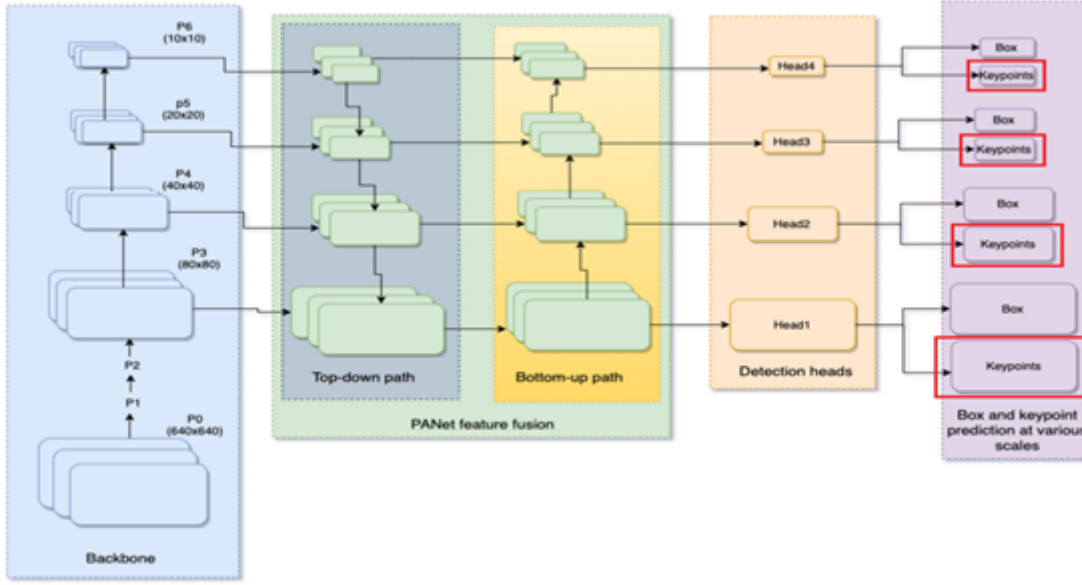 P6
(10x10)
p5
(20x20)
P4
(40x40)
P3
(80x80)
P2
P1
P0
(640x640)
Backbone
Top-down path
Bottom-up path
PANet feature fusion
Head4
Head3
Head2
Head1
Detection heads
Box
Keypoints
Box
Keypoints
Box
Keypoints
Box
Keypoints
Box and keypoint
prediction at various
scales